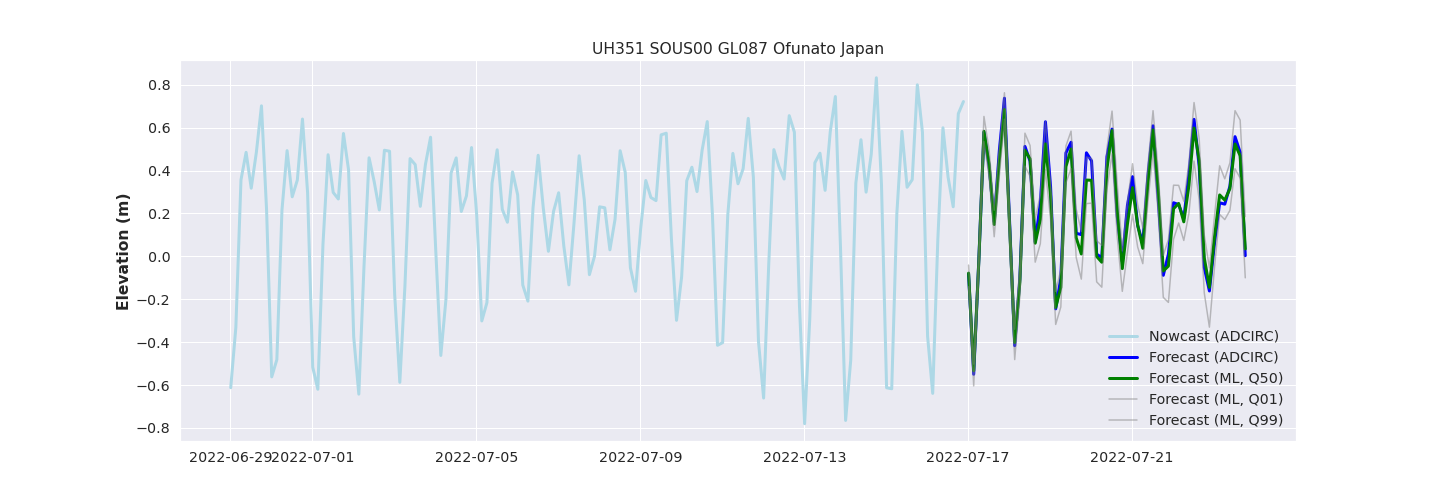 UH351 SOUS00 GL087 Ofunato Japan
Elevation (m)
0.8
0.6
0.4
0.2
0.0
−0.2
−0.4
−0.6
−0.8
Nowcast (ADCIRC)
Forecast (ADCIRC)
Forecast (ML, Q50)
Forecast (ML, Q01)
Forecast (ML, Q99)
2022-06-29 2022-07-01 2022-07-05 2022-07-09 2022-07-13 2022-07-17 2022-07-21